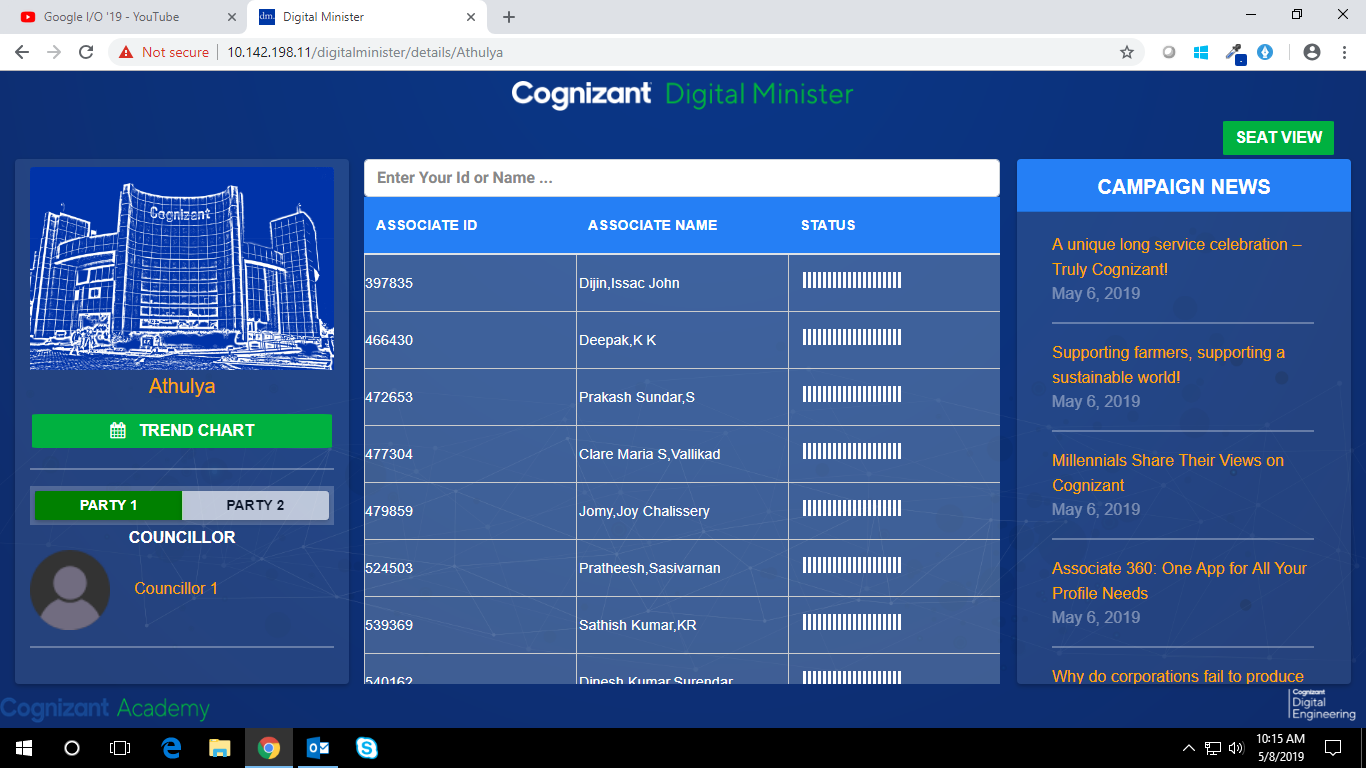 Google I/O '19 - YouTube
Digital Minister
Not secure
10.142.198.11/digitalminister/details/Athulya
Cognizant Digital Minister
SEAT VIEW
Cognizant
Athulya
TREND CHART
PARTY 1
PARTY 2
COUNCILLOR
Councillor 1
Enter Your Id or Name ...
ASSOCIATE ID ASSOCIATE NAME STATUS
397835 Dijin,Issac John
466430 Deepak,K K
472653 Prakash Sundar,S
477304 Clare Maria S,Vallikad
479859 Jomy,Joy Chalissery
524503 Pratheesh,Sasivarnan
539369 Sathish Kumar,KR
540162 Dinesh Kumar,Surendar
CAMPAIGN NEWS
A unique long service celebration –
Truly Cognizant!
May 6, 2019
Supporting farmers, supporting a
sustainable world!
May 6, 2019
Millennials Share Their Views on
Cognizant
May 6, 2019
Associate 360: One App for All Your
Profile Needs
May 6, 2019
Why do corporations fail to produce
Cognizant Academy
Cognizant
Digital
Engineering
10:15 AM
5/8/2019